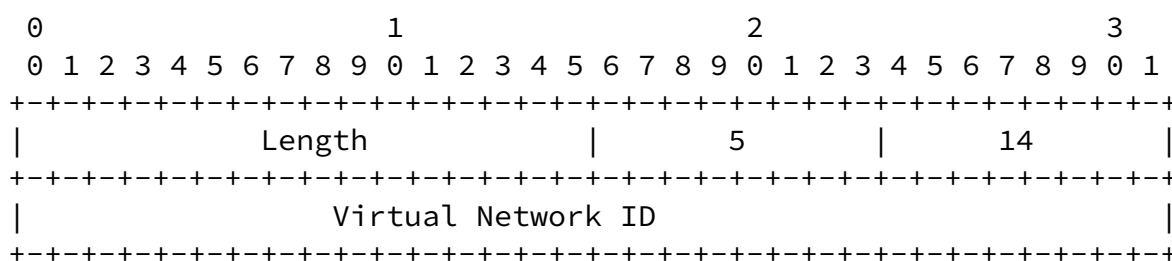 0                   1                   2                   3
 0 1 2 3 4 5 6 7 8 9 0 1 2 3 4 5 6 7 8 9 0 1 2 3 4 5 6 7 8 9 0 1
+-+-+-+-+-+-+-+-+-+-+-+-+-+-+-+-+-+-+-+-+-+-+-+-+-+-+-+-+-+-+-+-+
|             Length            |       5       |      14       |
+-+-+-+-+-+-+-+-+-+-+-+-+-+-+-+-+-+-+-+-+-+-+-+-+-+-+-+-+-+-+-+-+
|                 Virtual Network ID                            |
+-+-+-+-+-+-+-+-+-+-+-+-+-+-+-+-+-+-+-+-+-+-+-+-+-+-+-+-+-+-+-+-+